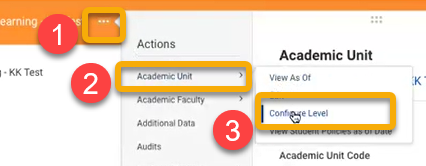 earning
1
...
- KK Test
Actions
2
Academic Unit
Academic Faculty
Additional Data
Audits
Academic Unit
View As Of
3
Configure Level
View Student Policies as of Date
Academic Unit Code